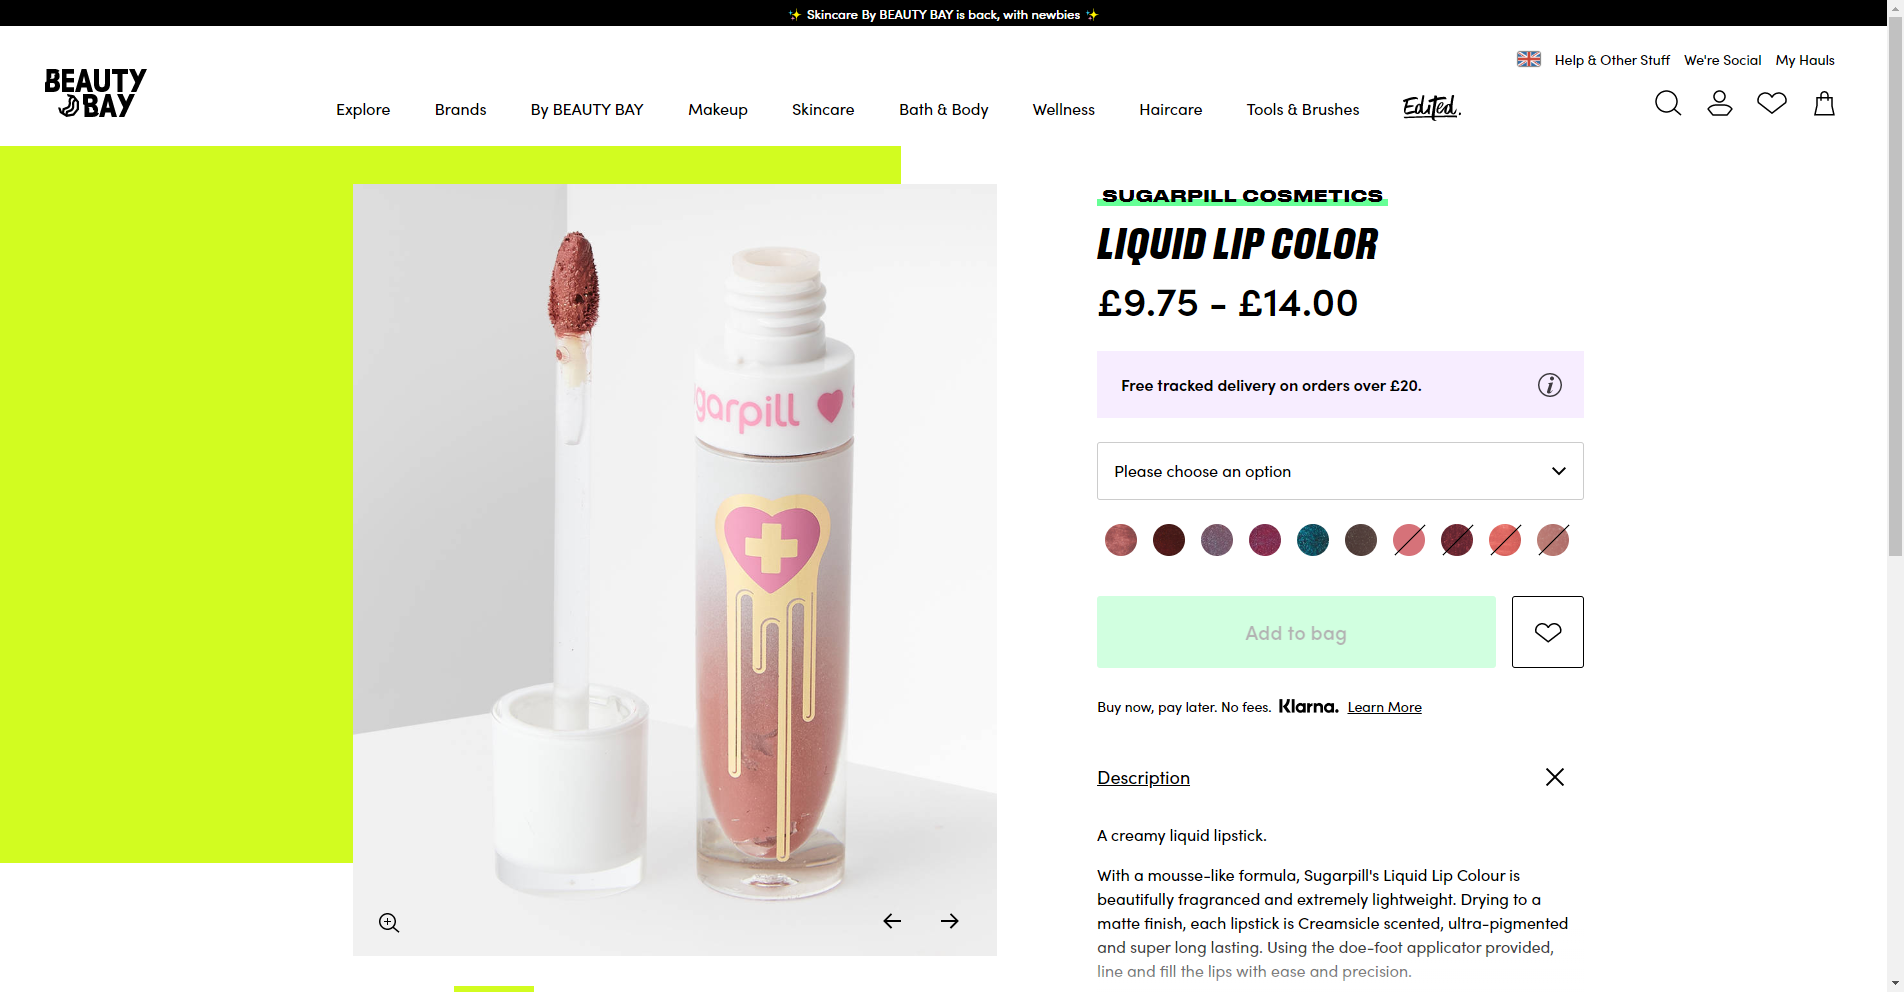 ✨ Skincare By BEAUTY BAY is back, with newbies ✨
Help & Other Stuff We're Social My Hauls
BEAUTY
BAY
Explore Brands By BEAUTY BAY Makeup Skincare Bath & Body Wellness Haircare Tools & Brushes Edited.
SUGARPILL COSMETICS
LIQUID LIP COLOR
£9.75 - £14.00
Free tracked delivery on orders over £20.
garpill
Please choose an option
Add to bag
Buy now, pay later. No fees. Klarna. Learn More
Description
A creamy liquid lipstick.
With a mousse-like formula, Sugarpill's Liquid Lip Colour is
beautifully fragranced and extremely lightweight. Drying to a
matte finish, each lipstick is Creamsicle scented, ultra-pigmented
and super long lasting. Using the doe-foot applicator provided,
line and fill the lips with ease and precision.